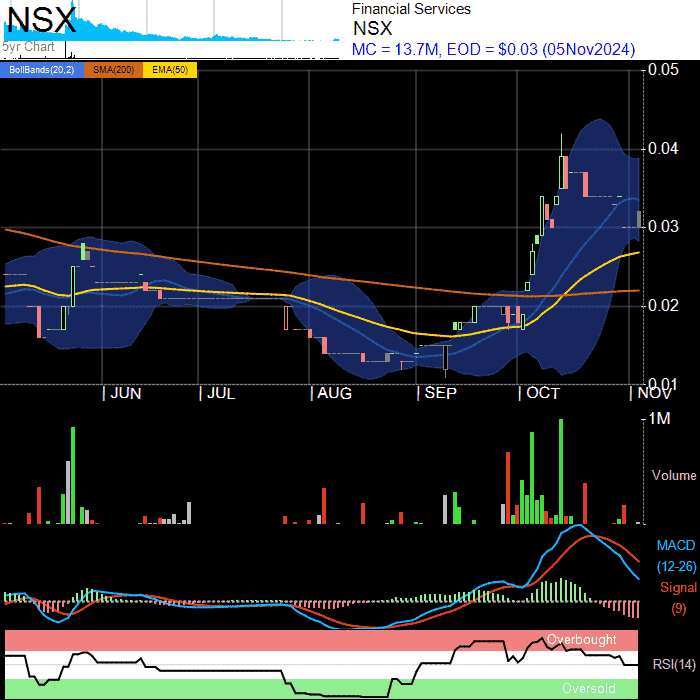 NSX
5yr Chart
Financial Services
NSX
MC = 13.7M, EOD = $0.03 (05Nov2024)
BollBands(20,2) SMA(200) EMA(50)
0.05
0.04
0.03
0.02
0.01
JUN JUL AUG SEP OCT NOV
1M
Volume
MACD
(12-26)
Signal
(9)
Overbought
RSI(14)
Oversold